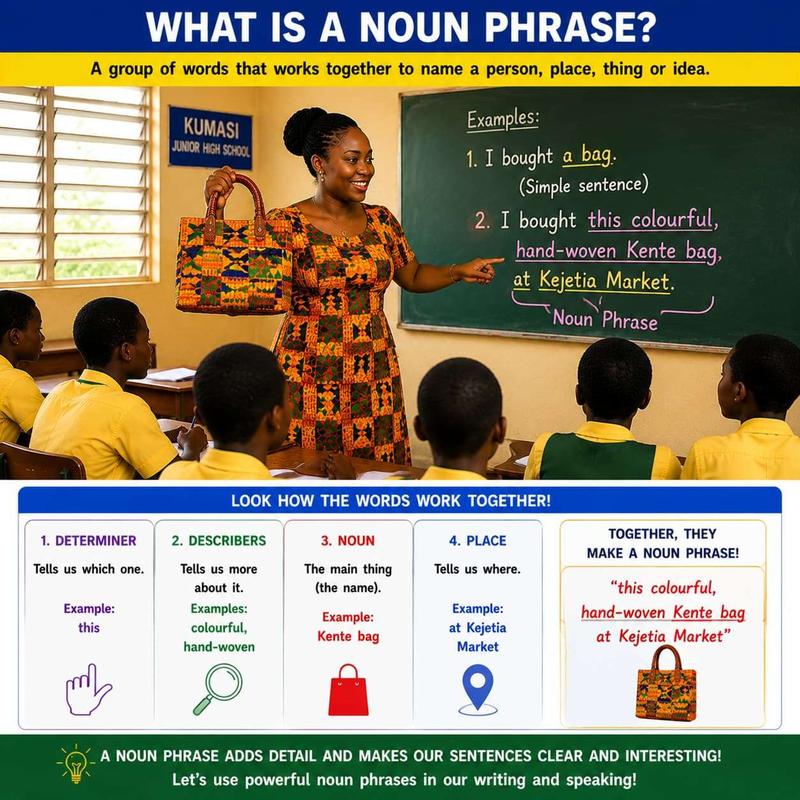 WHAT IS A NOUN PHRASE?
A group of words that works together to name a person, place, thing or idea.
KUMASI
JUNIOR HIGH SCHOOL
Examples:
1. I bought a bag.
(Simple sentence)
2. I bought this colourful,
hand-woven Kente bag,
at Kejetia Market.
Noun Phrase
LOOK HOW THE WORDS WORK TOGETHER!
1. DETERMINER
Tells us which one.
Example:
this
2. DESCRIBERS
Tells us more
about it.
Examples:
colourful,
hand-woven
3. NOUN
The main thing
(the name).
Example:
Kente bag
4. PLACE
Tells us where.
Example:
at Kejetia
Market
TOGETHER, THEY
MAKE A NOUN PHRASE!
"this colourful,
hand-woven Kente bag
at Kejetia Market"
A NOUN PHRASE ADDS DETAIL AND MAKES OUR SENTENCES CLEAR AND INTERESTING!
Let's use powerful noun phrases in our writing and speaking!